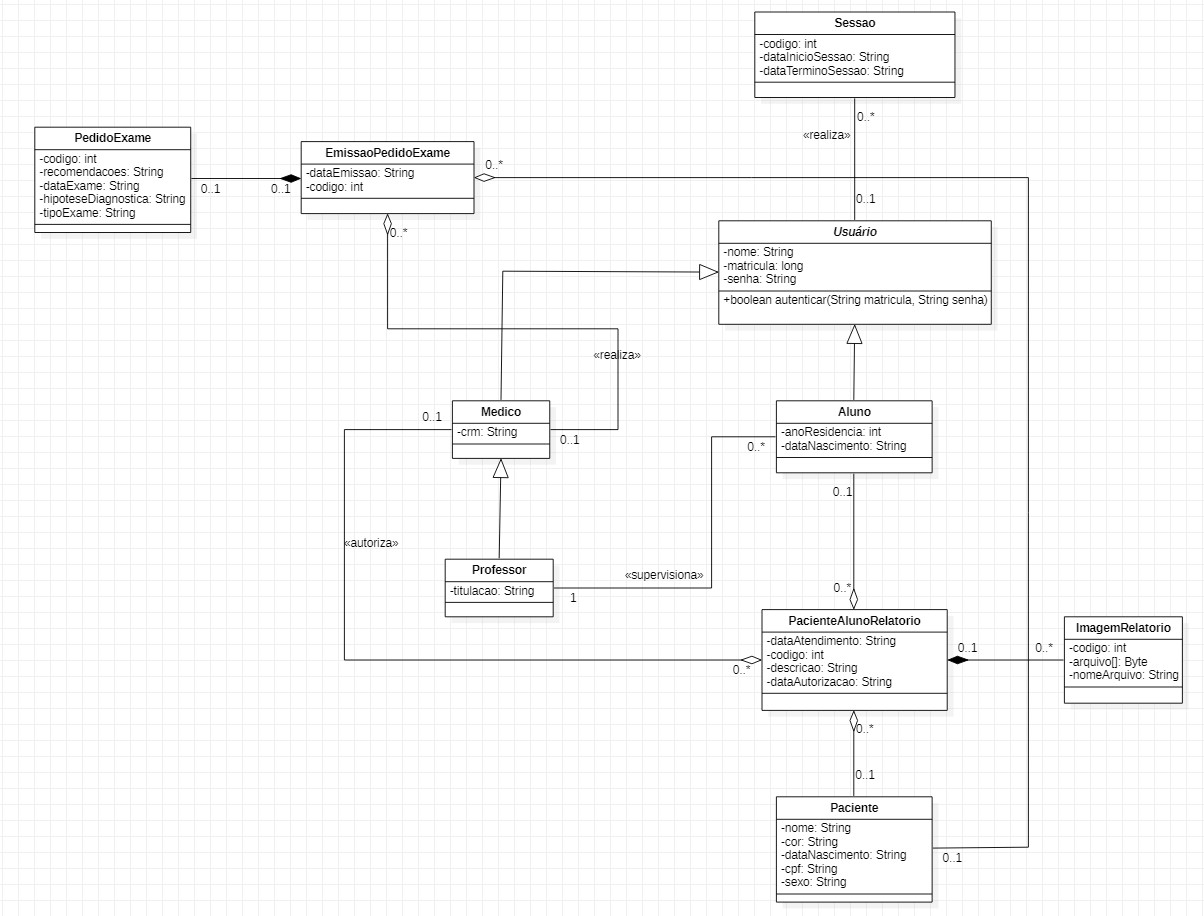 Sessao
-codigo: int
-dataInicioSessao: String
-dataTerminoSessao: String
0..*
«realiza»
0..1
PedidoExame
-codigo: int
-recomendacoes: String
-dataExame: String
-hipoteseDiagnostica: String
-tipoExame: String
0..1
0..1
EmissaoPedidoExame
-dataEmissao: String
-codigo: int
0..*
0..*
Usuário
-nome: String
-matricula: long
-senha: String
+boolean autenticar(String matricula, String senha)
«realiza»
0..1
Medico
-crm: String
0..1
Aluno
-anoResidencia: int
-dataNascimento: String
0..*
0..1
«autoriza»
Professor
-titulacao: String
1
«supervisiona»
0..*
PacienteAlunoRelatorio
-dataAtendimento: String
-codigo: int
-descricao: String
-dataAutorizacao: String
0..*
0..1
0..*
ImagemRelatorio
-codigo: int
-arquivo[]: Byte
-nomeArquivo: String
0..*
0..1
Paciente
-nome: String
-cor: String
-dataNascimento: String
-cpf: String
-sexo: String
0..1